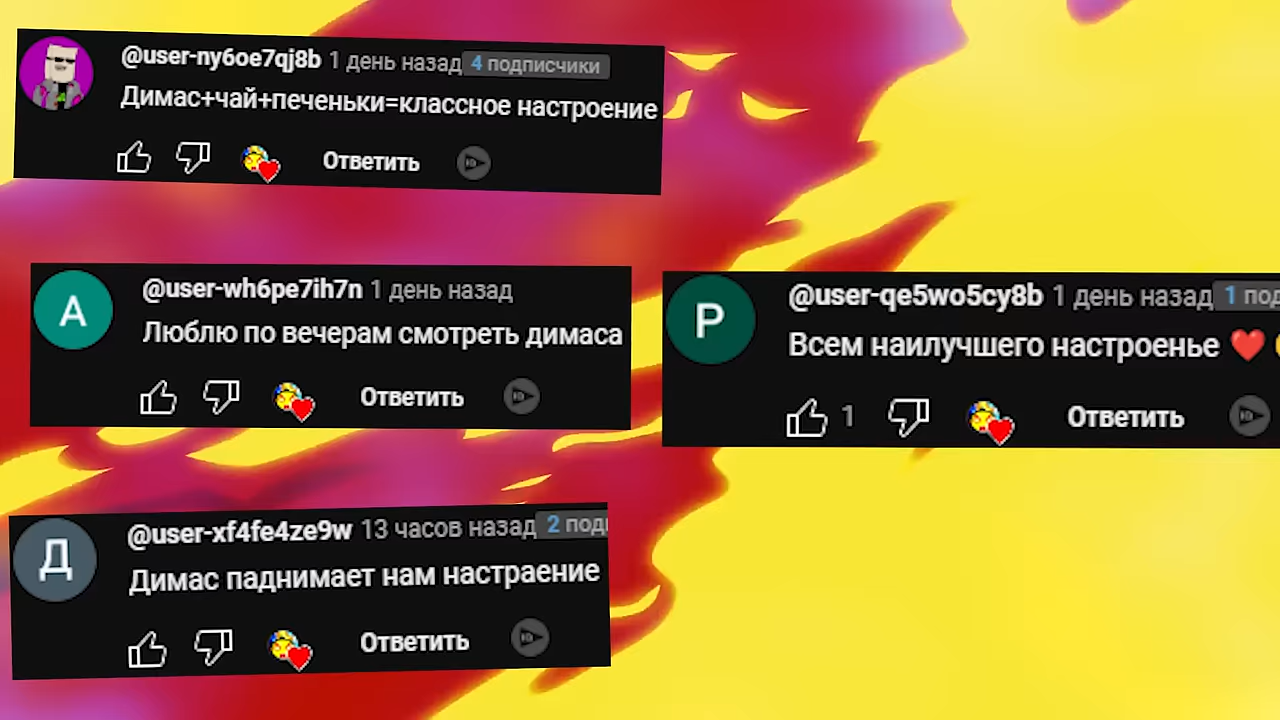 @user-ny6oe7qj8b 1 день назад 4 подписчики
Димас+чай+печеньки=классное настроение
Ответить
@user-wh6pe7ih7n 1 день назад
А
Люблю по вечерам смотреть димаса
Ответить
@user-qe5wo5cy8b 1 день назад 1
Р
Всем наилучшего настроенье ❤️
1 Ответить
@user-xf4fe4ze9w 13 часов назад 2
Д
Димас паднимает нам настраение
Ответить